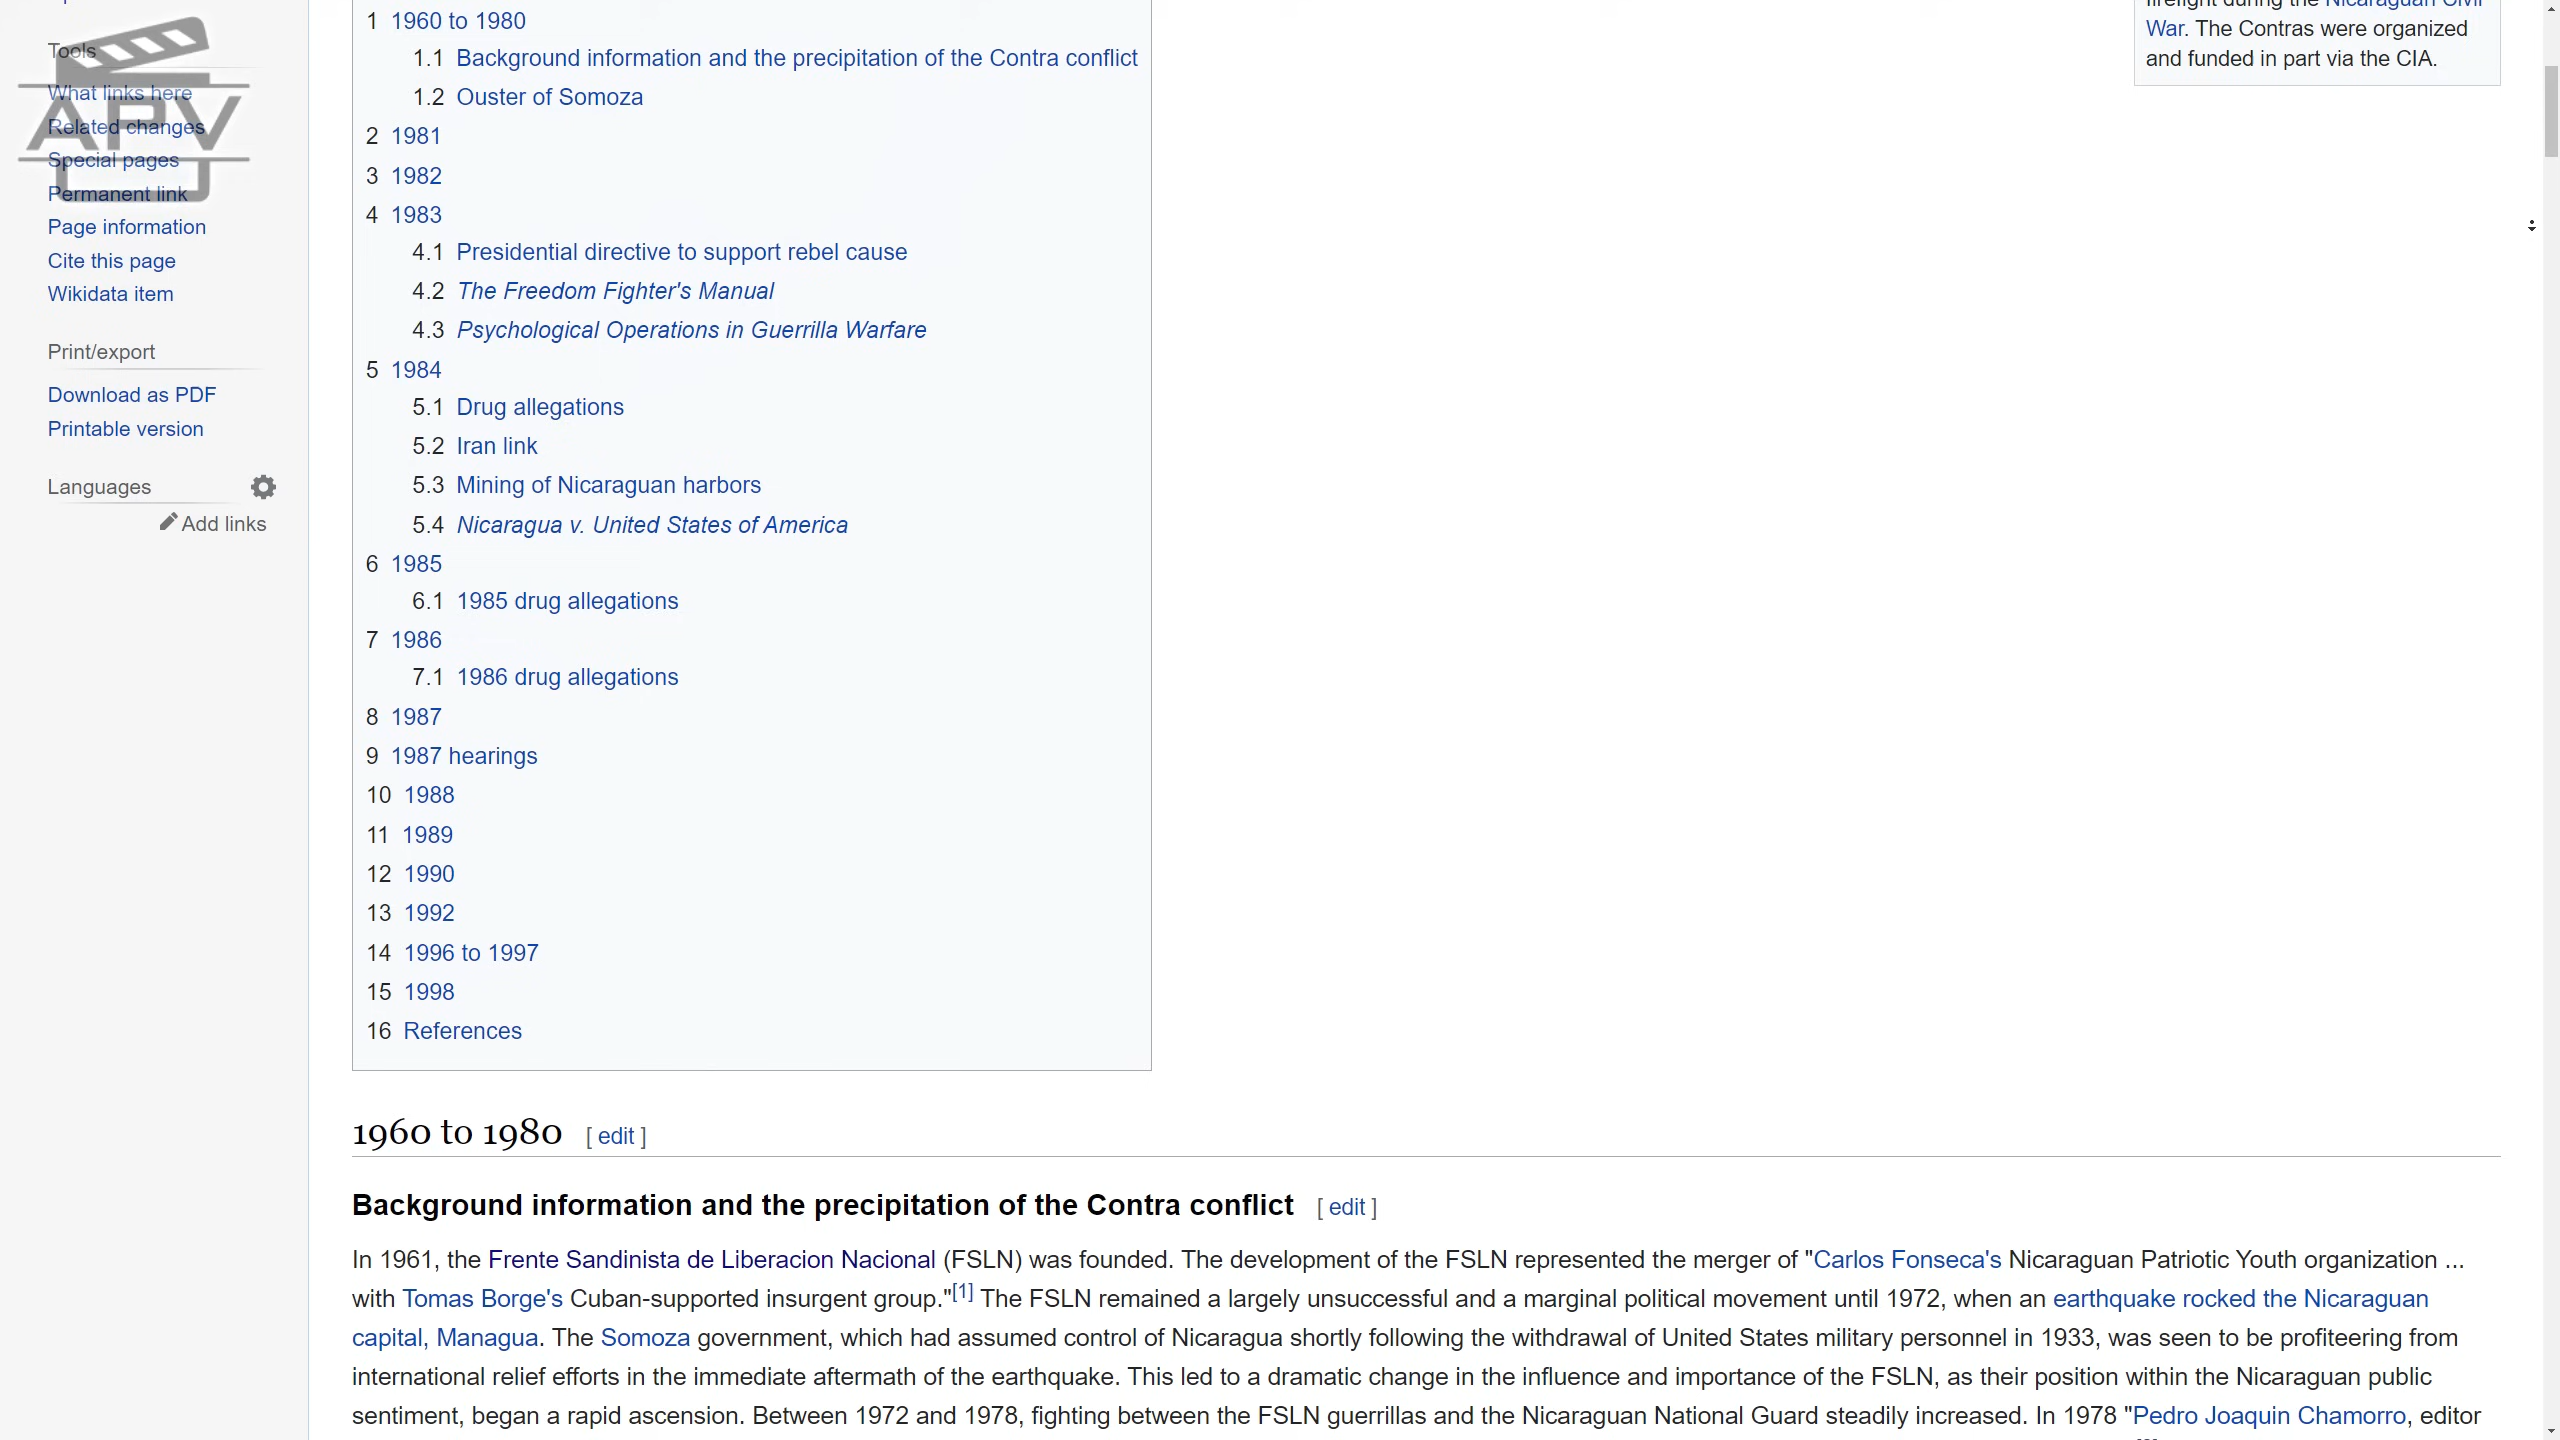 Tools
What links here
Related changes
Special pages
Permanent link
Page information
Cite this page
Wikidata item
Print/export
Download as PDF
Printable version
Languages
Add links
APV
1 1960 to 1980
1.1 Background information and the precipitation of the Contra conflict
1.2 Ouster of Somoza
2 1981
3 1982
4 1983
4.1 Presidential directive to support rebel cause
4.2 The Freedom Fighter's Manual
4.3 Psychological Operations in Guerrilla Warfare
5 1984
5.1 Drug allegations
5.2 Iran link
5.3 Mining of Nicaraguan harbors
5.4 Nicaragua v. United States of America
6 1985
6.1 1985 drug allegations
7 1986
7.1 1986 drug allegations
8 1987
9 1987 hearings
10 1988
11 1989
12 1990
13 1992
14 1996 to 1997
15 1998
16 References
firefight during the Nicaraguan Civil
War. The Contras were organized
and funded in part via the CIA.
1960 to 1980 [ edit ]
Background information and the precipitation of the Contra conflict [ edit ]
In 1961, the Frente Sandinista de Liberacion Nacional (FSLN) was founded. The development of the FSLN represented the merger of "Carlos Fonseca's Nicaraguan Patriotic Youth organization ...
with Tomas Borge's Cuban-supported insurgent group."[1] The FSLN remained a largely unsuccessful and a marginal political movement until 1972, when an earthquake rocked the Nicaraguan
capital, Managua. The Somoza government, which had assumed control of Nicaragua shortly following the withdrawal of United States military personnel in 1933, was seen to be profiteering from
international relief efforts in the immediate aftermath of the earthquake. This led to a dramatic change in the influence and importance of the FSLN, as their position within the Nicaraguan public
sentiment, began a rapid ascension. Between 1972 and 1978, fighting between the FSLN guerrillas and the Nicaraguan National Guard steadily increased. In 1978 "Pedro Joaquin Chamorro, editor